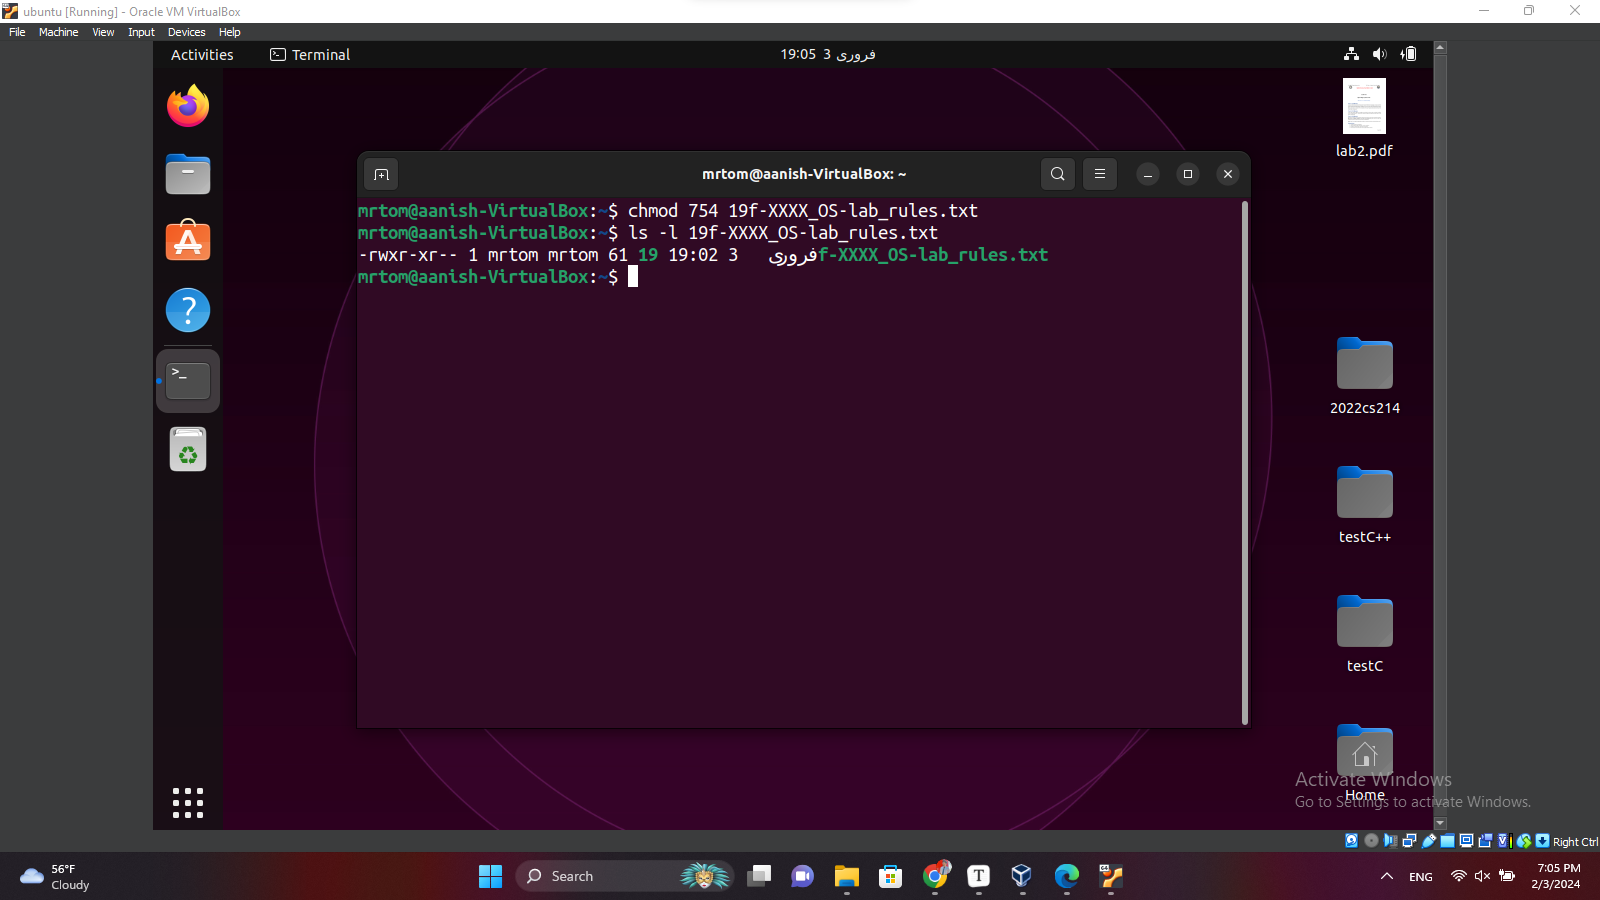 ubuntu [Running] - Oracle VM VirtualBox
File Machine View Input Devices Help
Activities Terminal 19:05 3 فروری
lab2.pdf
mrtom@aanish-VirtualBox: ~
mrtom@aanish-VirtualBox:~$ chmod 754 19f-XXXX_OS-lab_rules.txt
mrtom@aanish-VirtualBox:~$ ls -l 19f-XXXX_OS-lab_rules.txt
-rwxr-xr-- 1 mrtom mrtom 61 19 19:02 3 فروریf-XXXX_OS-lab_rules.txt
mrtom@aanish-VirtualBox:~$
2022cs214
testC++
testC
Home
Activate Windows
Go to Settings to activate Windows.
Right Ctrl
56°F
Cloudy
Search
ENG
7:05 PM
2/3/2024